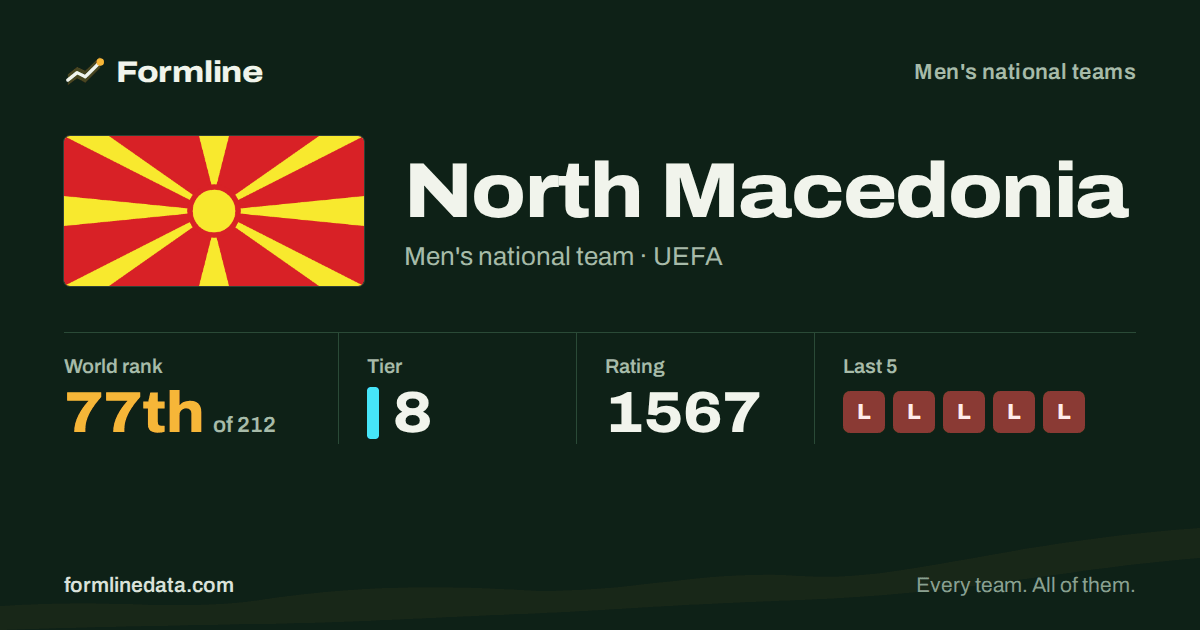 Formline
Men's national teams
North Macedonia
Men's national team · UEFA
World rank
77th of 212
Tier
8
Rating
1567
Last 5
L L L L L
formlinedata.com
Every team. All of them.